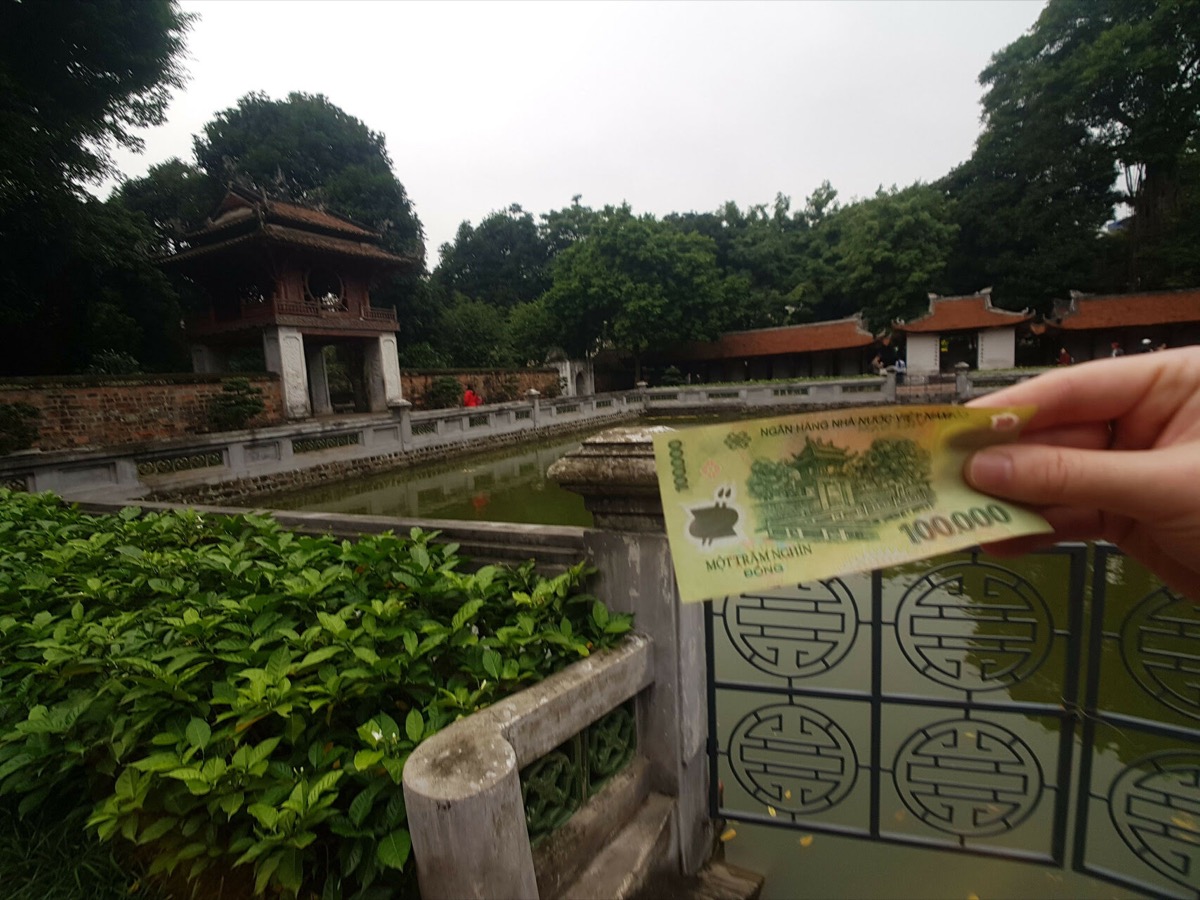 100000
NGÂN HÀNG NHÀ NƯỚC VIỆT NAM
100.000
MỘT TRĂM NGHÌN
ĐỒNG